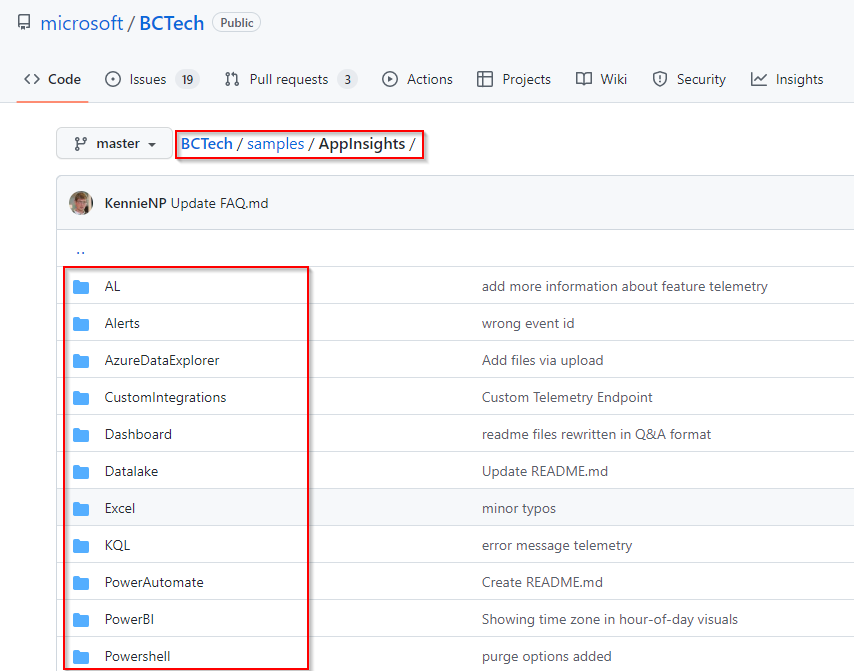 microsoft / BCTech Public
Code Issues 19 Pull requests 3 Actions Projects Wiki Security Insights
master BCTech / samples / AppInsights /
KennieNP Update FAQ.md
..
AL add more information about feature telemetry
Alerts wrong event id
AzureDataExplorer Add files via upload
CustomIntegrations Custom Telemetry Endpoint
Dashboard readme files rewritten in Q&A format
Datalake Update README.md
Excel minor typos
KQL error message telemetry
PowerAutomate Create README.md
PowerBI Showing time zone in hour-of-day visuals
Powershell purge options added